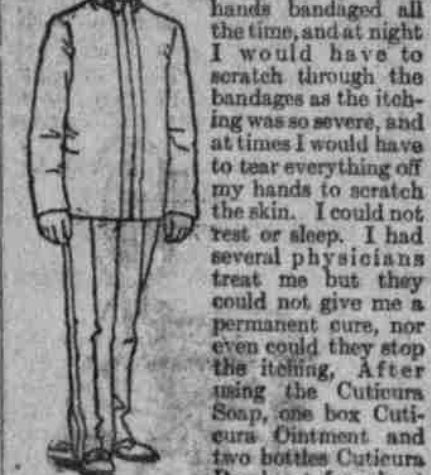 hands bandaged all
the time, and at night
I would have to
scratch through the
bandages as the itch-
ing was so severe, and
at times I would have
to tear everything off
my hands to scratch
the skin. I could not
rest or sleep. I had
several physicians
treat me but they
could not give me a
permanent cure, nor
even could they stop
the itching. After
using the Cuticura
Soap, one box Cuti-
cura Ointment and
two bottles Cuticura